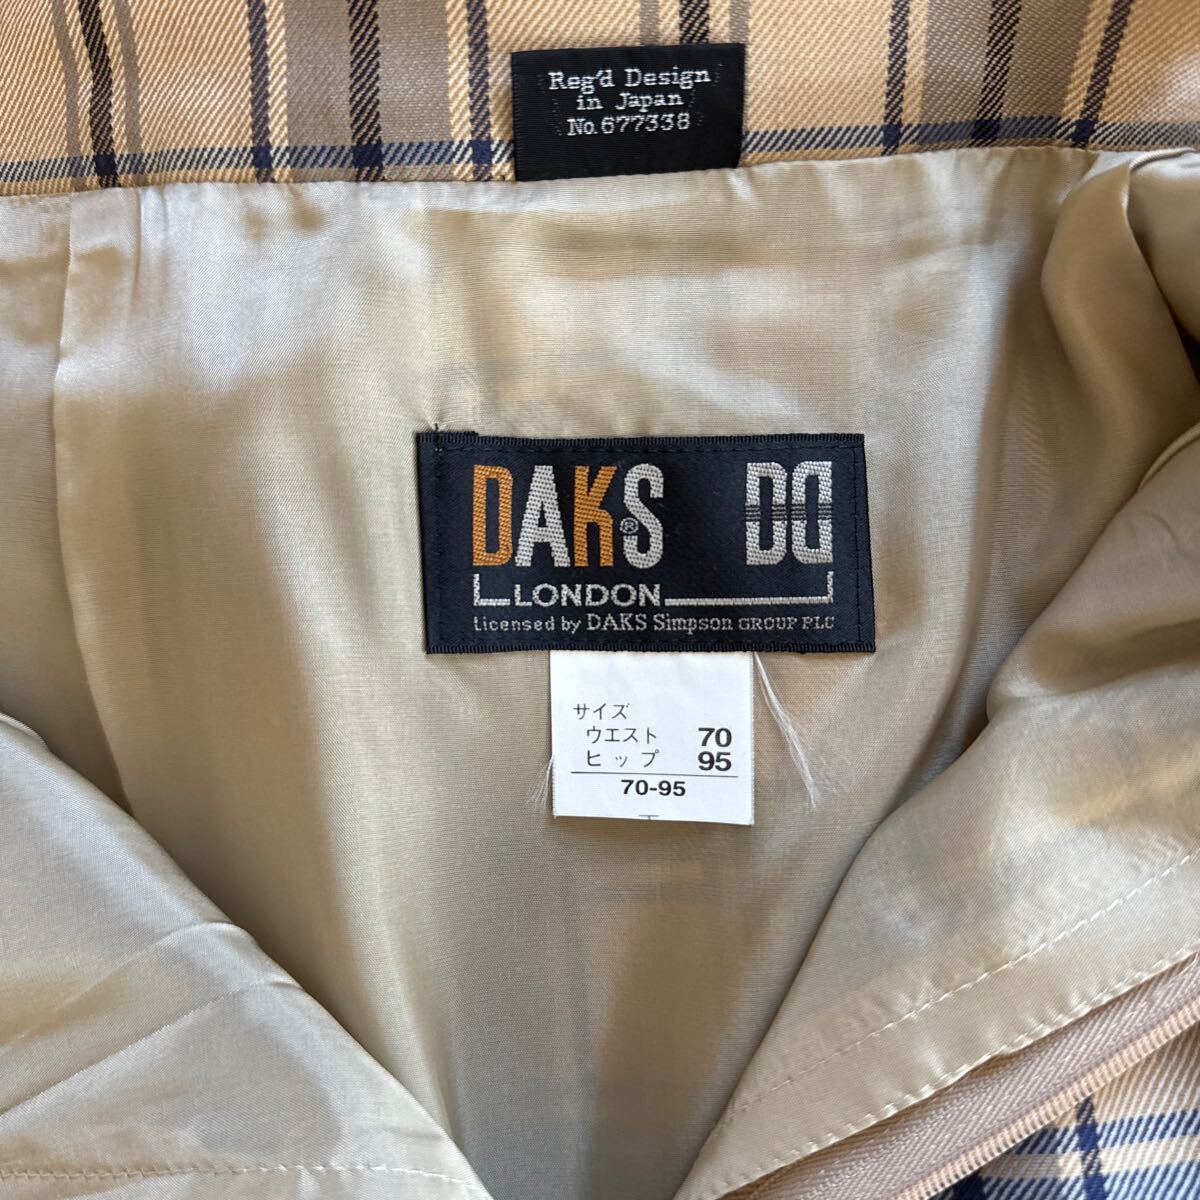 Reg'd Design
in Japan
No.677338
DAKS® DD
LONDON
Licensed by DAKS Simpson GROUP PLC
サイズ
ウエスト 70
ヒップ 95
70-95